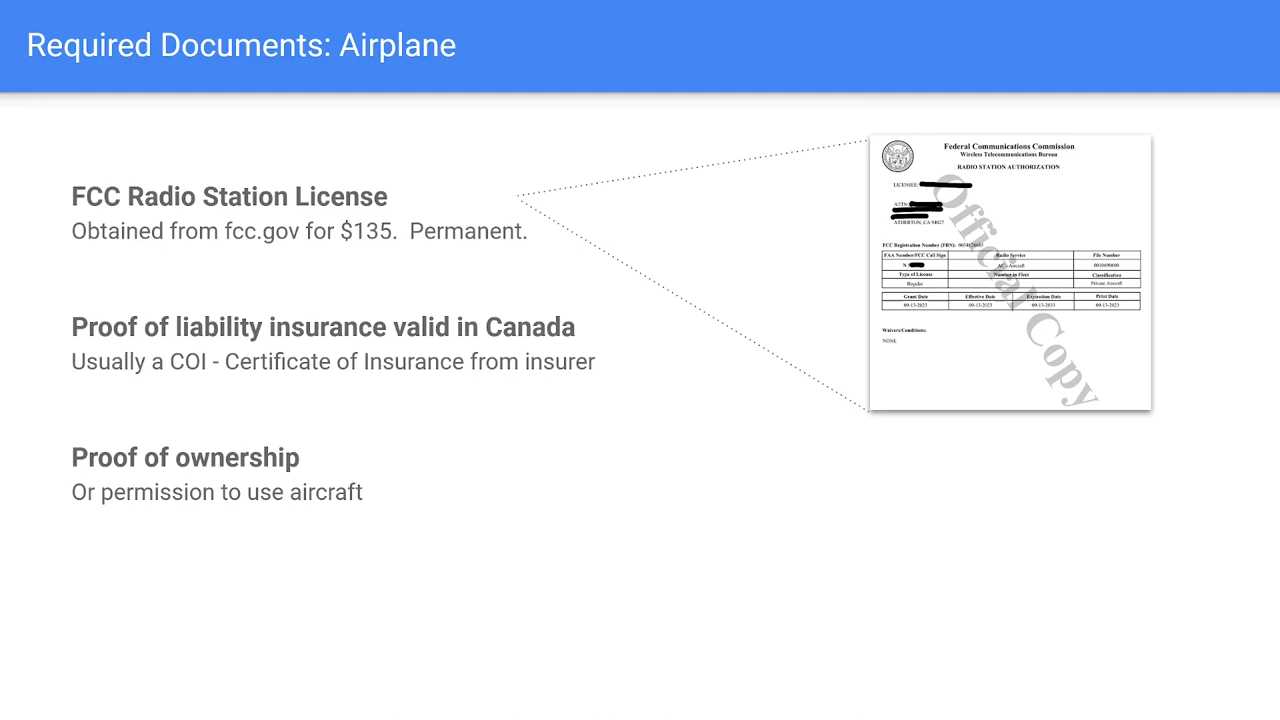 Required Documents: Airplane
FCC Radio Station License
Obtained from fcc.gov for $135. Permanent.
Proof of liability insurance valid in Canada
Usually a COI - Certificate of Insurance from insurer
Proof of ownership
Or permission to use aircraft
Federal Communications Commission
Wireless Telecommunications Bureau
RADIO STATION AUTHORIZATION
LICENSEE:
ATTN:
ATHERTON, CA 94027
FCC Registration Number (FRN):
FAA Number/FCC Call Sign Radio Service File Number
N Aircraft
Type of License Number in Fleet Classification
Regular Private Aircraft
Grant Date Effective Date Expiration Date Print Date
09-13-2023 09-13-2023 09-13-2033 09-13-2023
Waivers/Conditions:
NONE
Official Copy